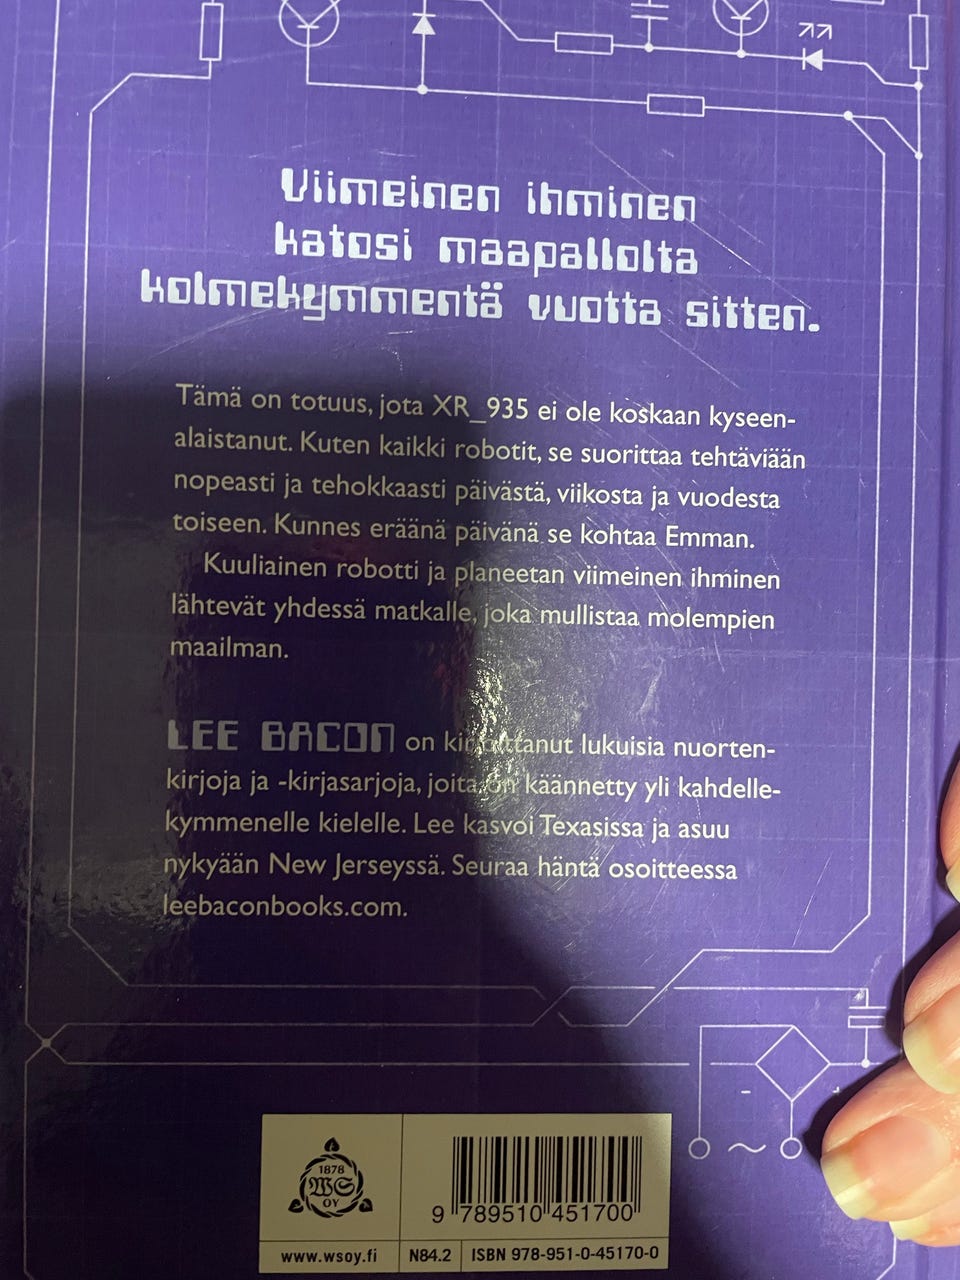 Viimeinen ihminen
katosi maapallolta
kolmekymmentä vuotta sitten.
Tämä on totuus, jota XR_935 ei ole koskaan kyseen-
alaistanut. Kuten kaikki robotit, se suorittaa tehtäviään
nopeasti ja tehokkaasti päivästä, viikosta ja vuodesta
toiseen. Kunnes eräänä päivänä se kohtaa Emman.
Kuuliainen robotti ja planeetan viimeinen ihminen
lähtevät yhdessä matkalle, joka mullistaa molempien
maailman.
LEE BACON on kirjoittanut lukuisia nuorten-
kirjoja ja -kirjasarjoja, joita on käännetty yli kahdelle-
kymmenelle kielelle. Lee kasvoi Texasissa ja asuu
nykyään New Jerseyssä. Seuraa häntä osoitteessa
leebaconbooks.com.
- ~ +
1878
WS
OY
9 789510 451700
www.wsoy.fi N84.2 ISBN 978-951-0-45170-0